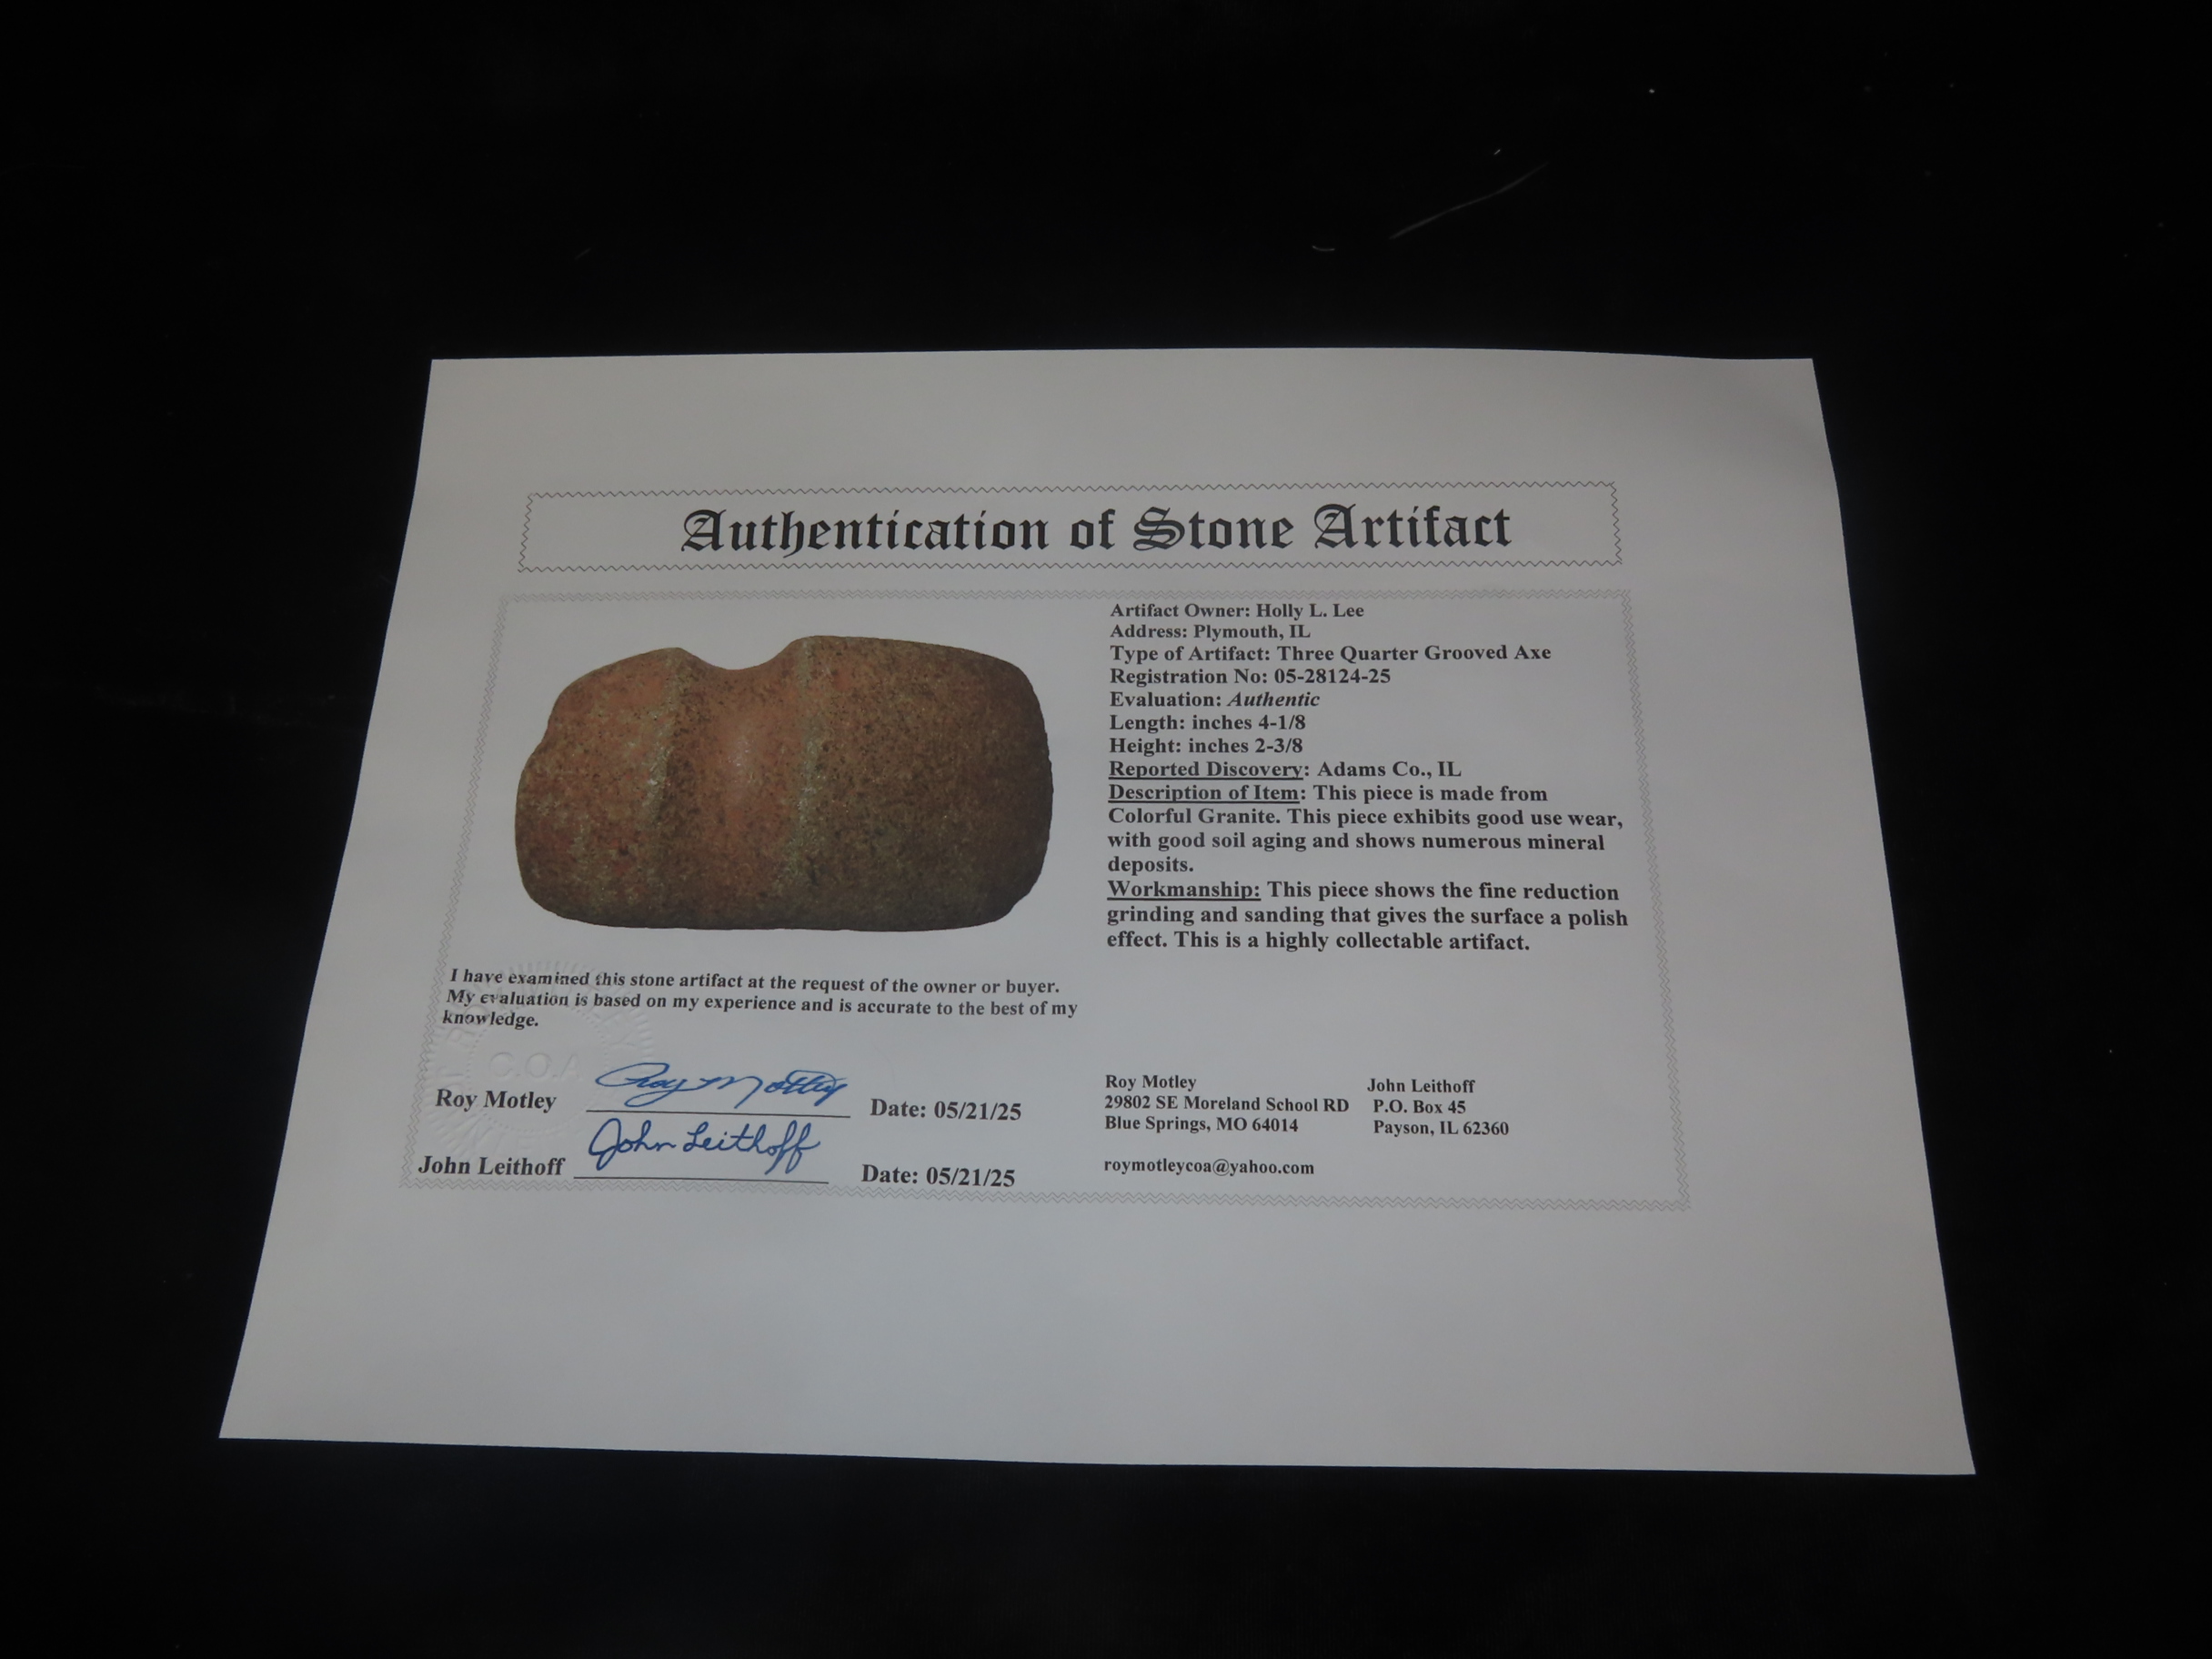 Authentication of Stone Artifact
Artifact Owner: Holly L. Lee
Address: Plymouth, IL
Type of Artifact: Three Quarter Grooved Axe
Registration No: 05-28124-25
Evaluation: Authentic
Length: inches 4-1/8
Height: inches 2-3/8
Reported Discovery: Adams Co., IL
Description of Item: This piece is made from
Colorful Granite. This piece exhibits good use wear,
with good soil aging and shows numerous mineral
deposits.
Workmanship: This piece shows the fine reduction
grinding and sanding that gives the surface a polish
effect. This is a highly collectable artifact.
I have examined this stone artifact at the request of the owner or buyer.
My evaluation is based on my experience and is accurate to the best of my
knowledge.
C.O.A.
Roy Motley Roy Motley Date: 05/21/25
John Leithoff John Leithoff Date: 05/21/25
Roy Motley
29802 SE Moreland School RD
Blue Springs, MO 64014
roymotleycoa@yahoo.com
John Leithoff
P.O. Box 45
Payson, IL 62360